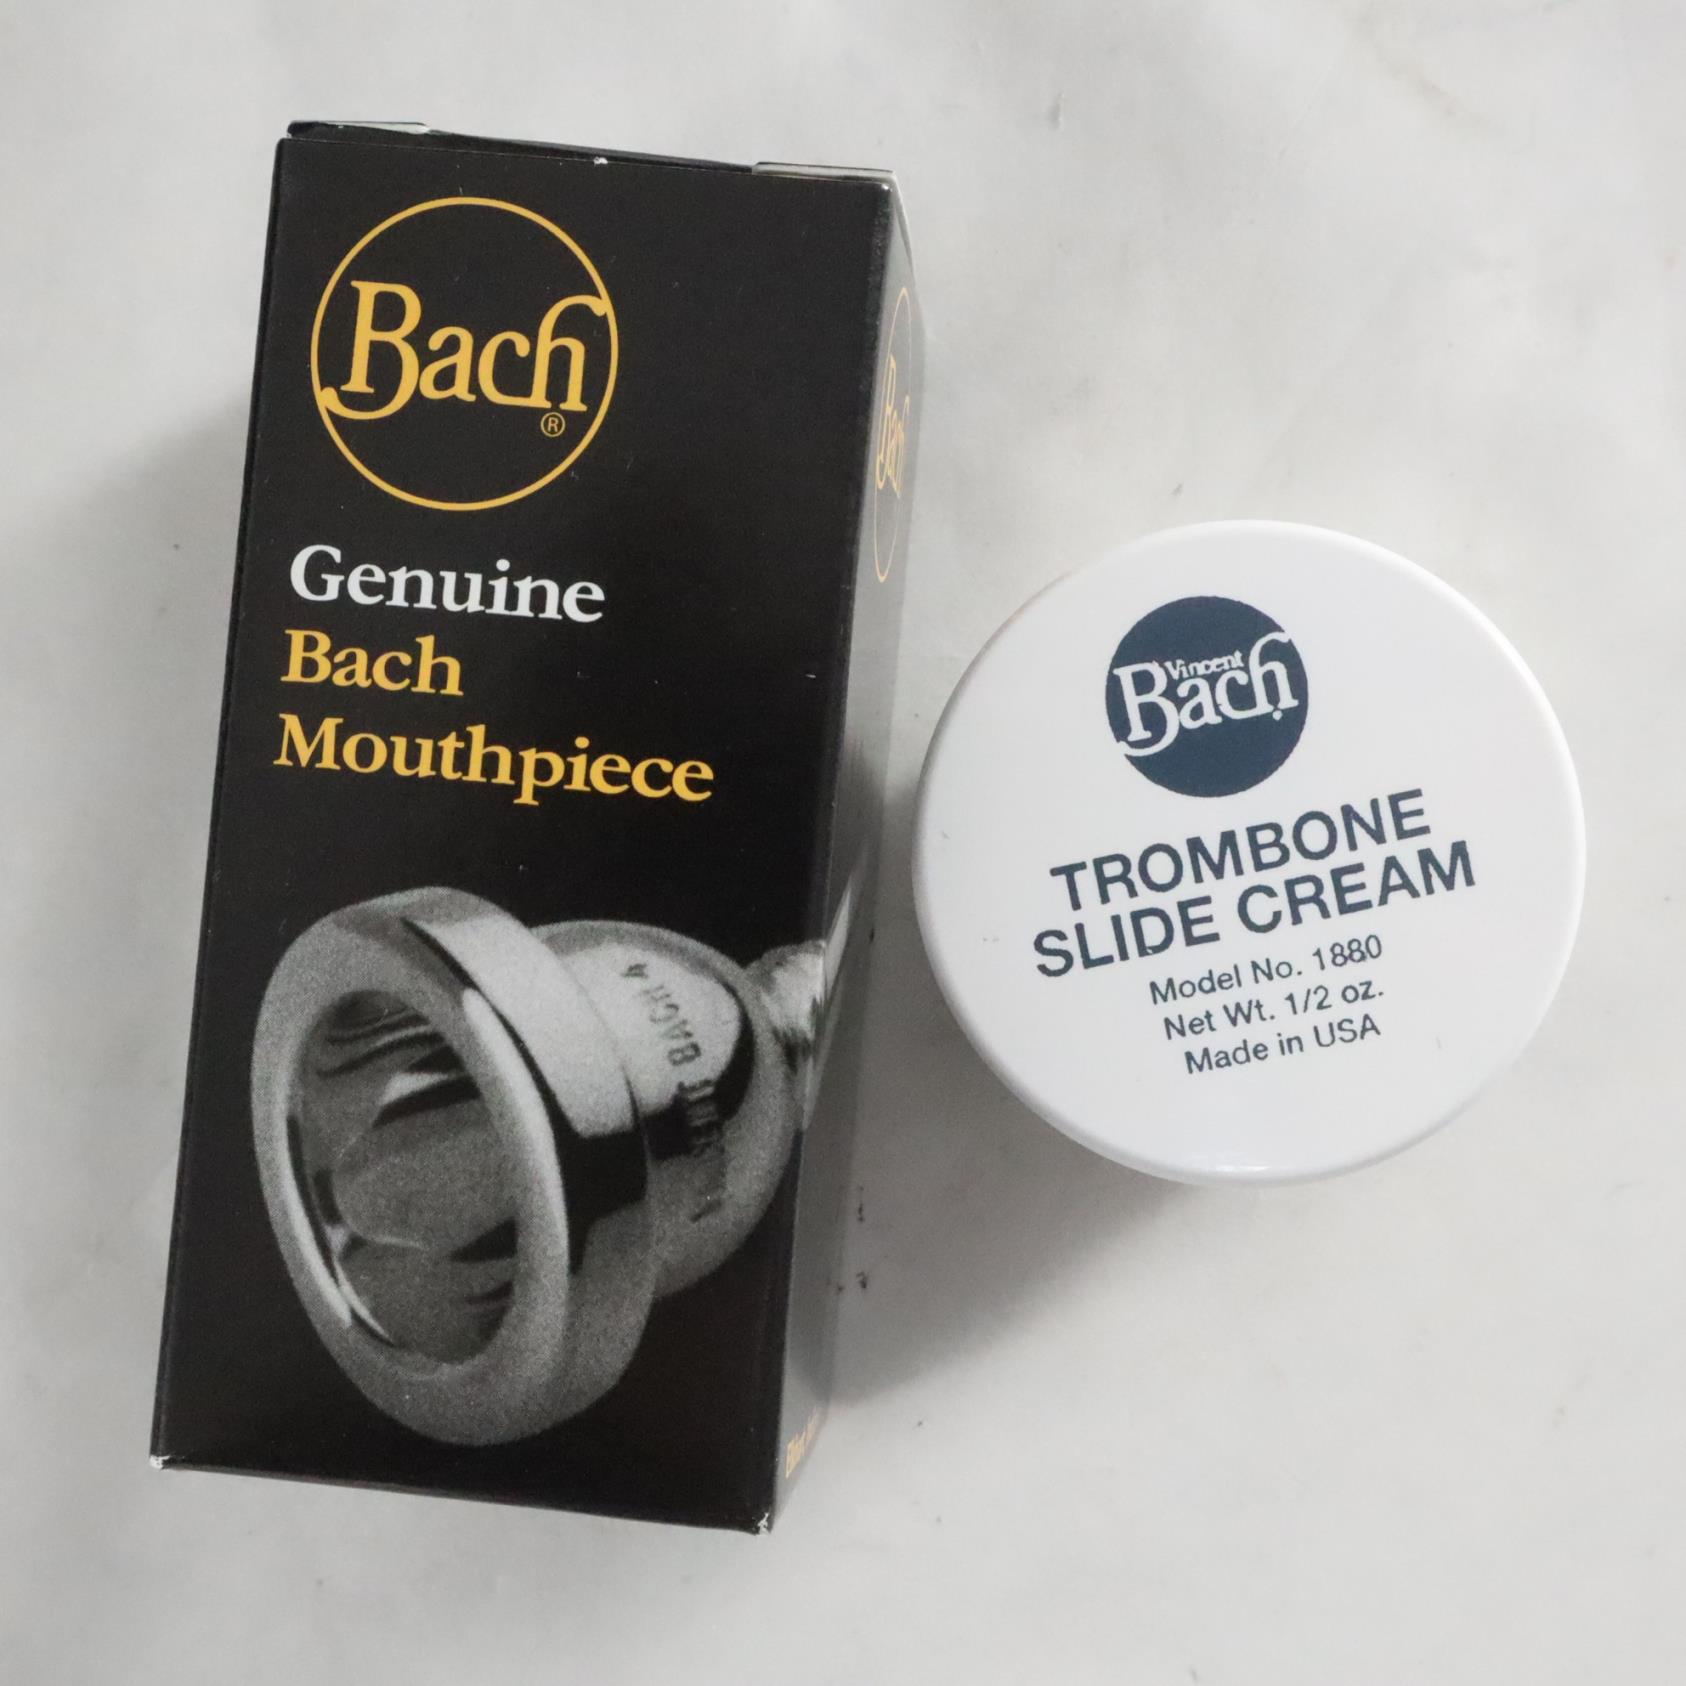 Bach
®
Genuine
Bach
Mouthpiece
Bach
Vincent
Bach
TROMBONE
SLIDE CREAM
Model No. 1880
Net Wt. 1/2 oz.
Made in USA